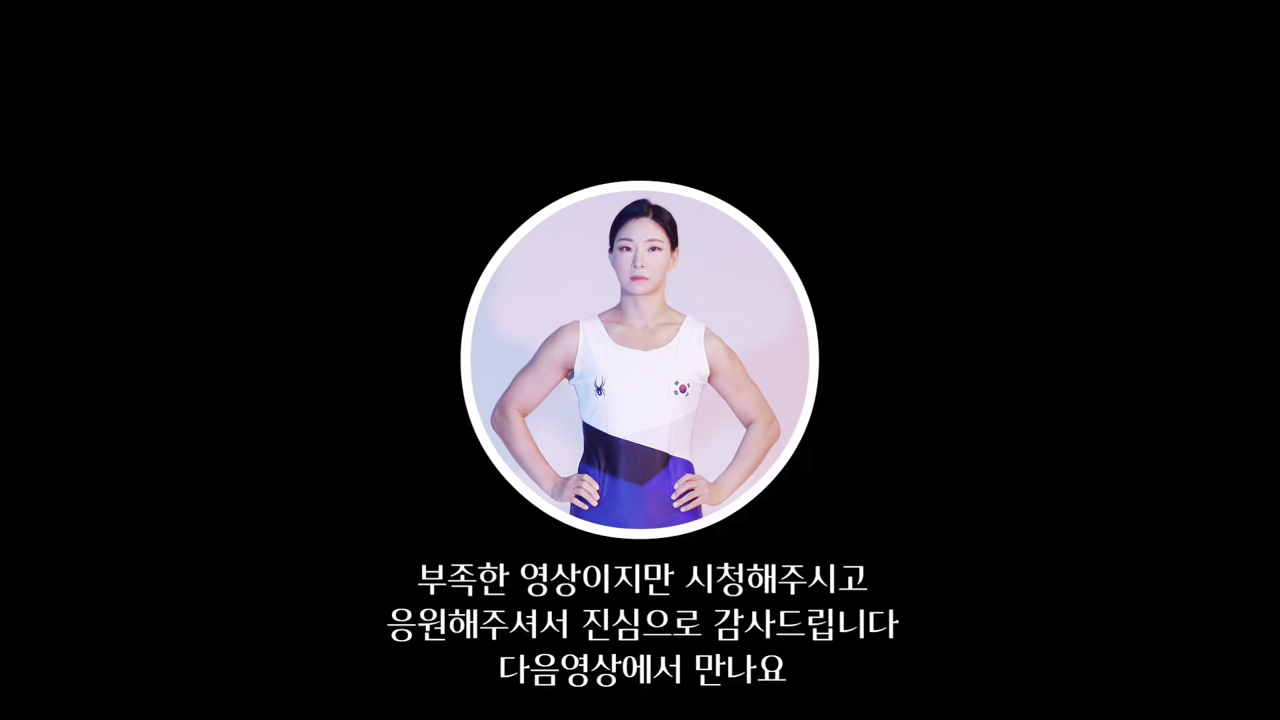 부족한 영상이지만 시청해주시고
응원해주셔서 진심으로 감사드립니다
다음영상에서 만나요